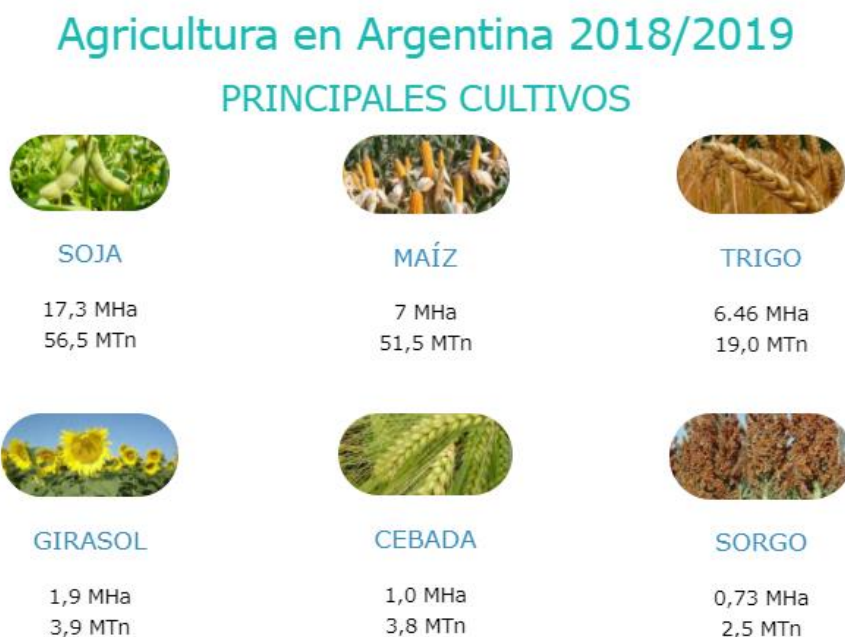 Agricultura en Argentina 2018/2019
PRINCIPALES CULTIVOS
SOJA
17,3 MHa
56,5 MTn
MAÍZ
7 MHa
51,5 MTn
TRIGO
6.46 MHa
19,0 MTn
GIRASOL
1,9 MHa
3,9 MTn
CEBADA
1,0 MHa
3,8 MTn
SORGO
0,73 MHa
2,5 MTn